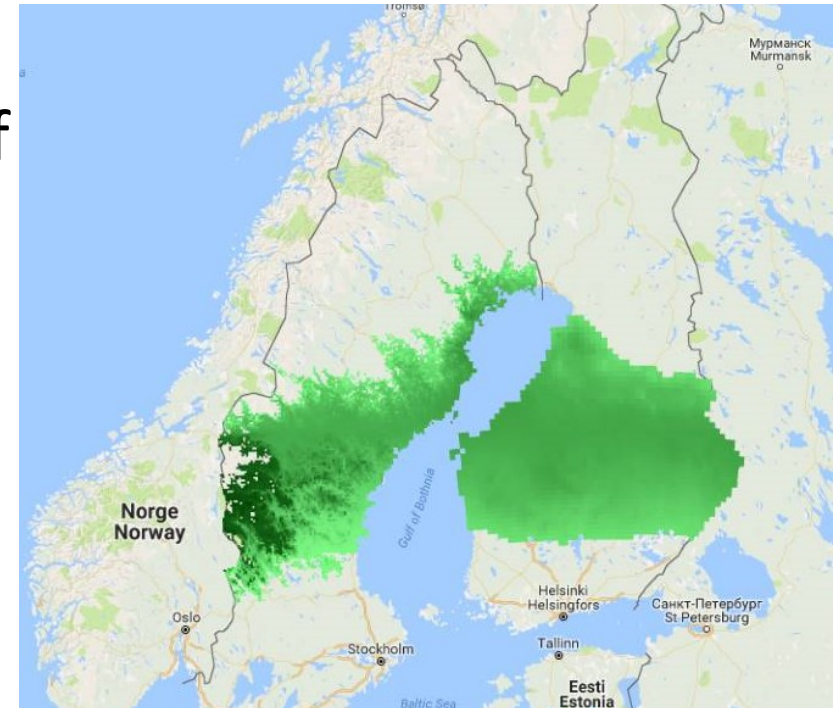 f
Tromsø
Мурманск
Murmansk
a
Norge
Norway
Gulf of Bothnia
Oslo
Helsinki
Helsingfors
Санкт-Петербург
St Petersburg
Stockholm
Tallinn
Eesti
Estonia
Baltic Sea